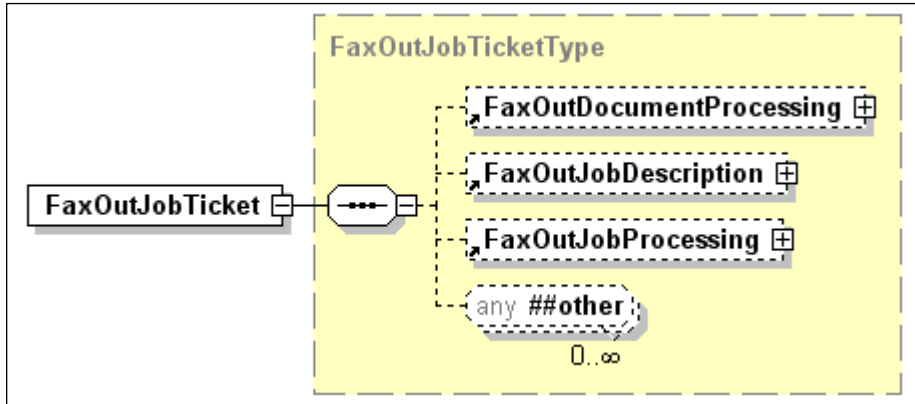 FaxOutJobTicketType
FaxOutDocumentProcessing
FaxOutJobDescription
FaxOutJobTicket
FaxOutJobProcessing
any ##other
0..∞